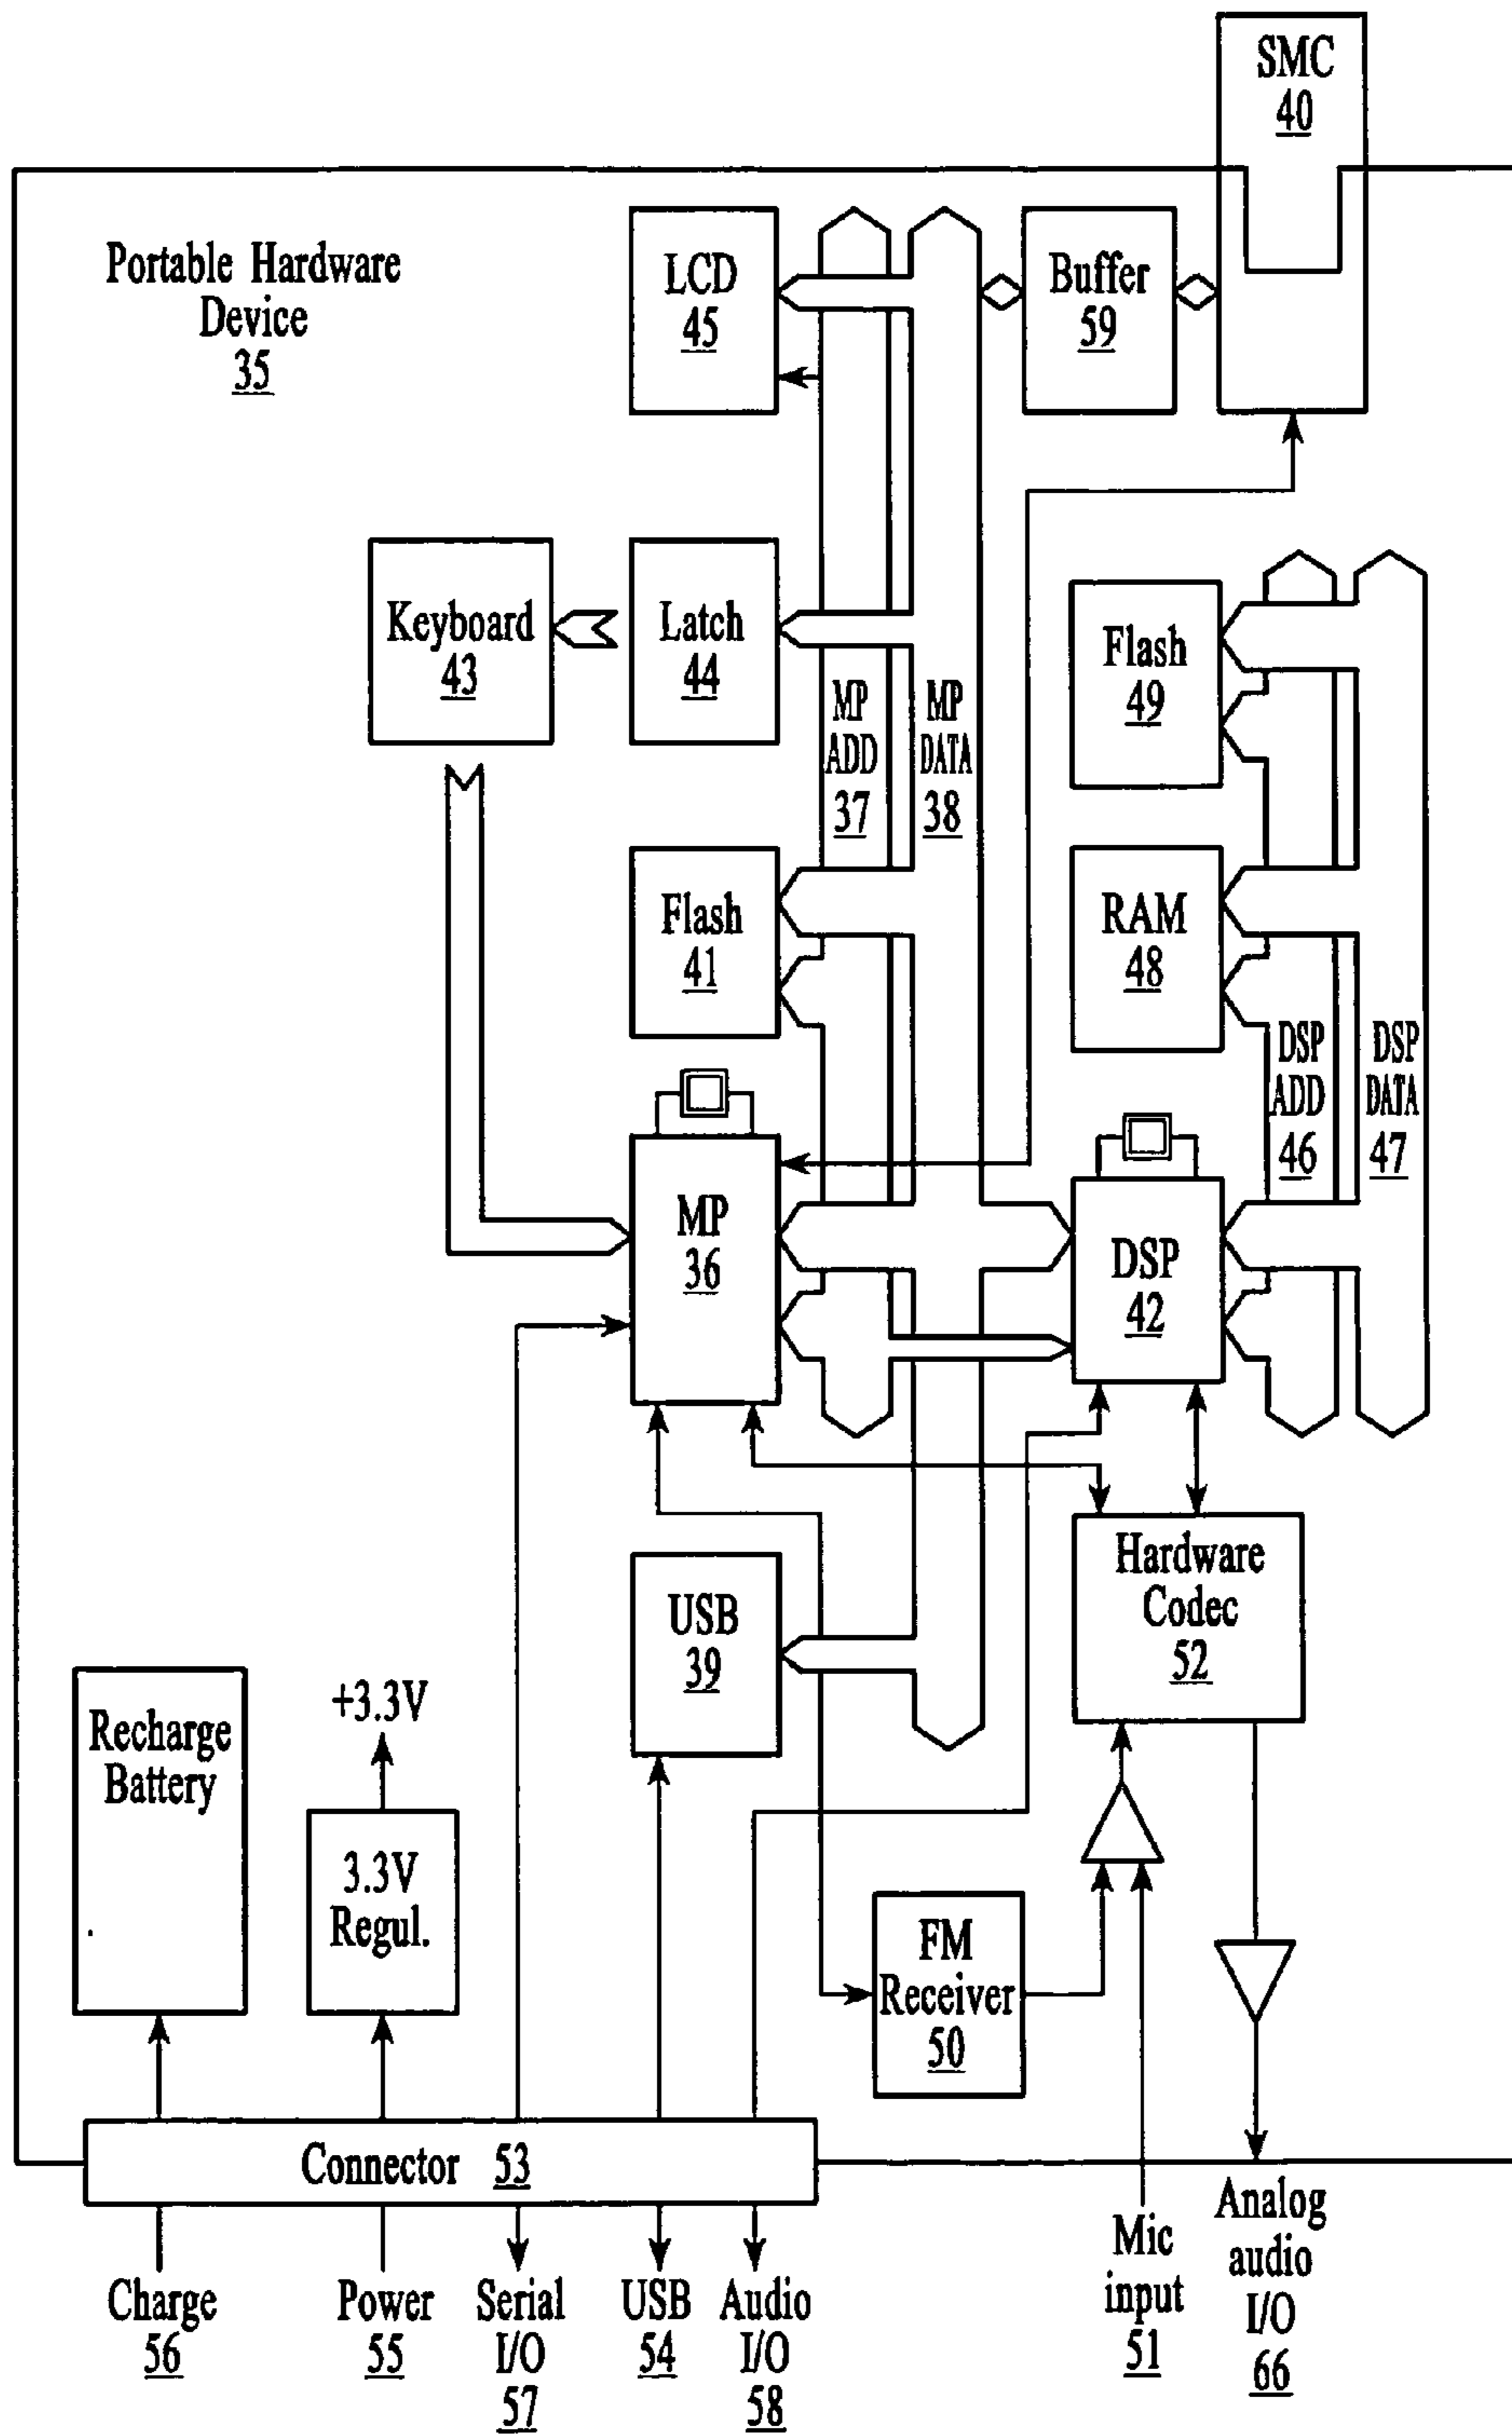 SMC
40
Portable Hardware
Device
35
LCD
45
Buffer
59
Keyboard
43
Latch
44
MP
ADD
37
MP
DATA
38
Flash
49
Flash
41
RAM
48
DSP
ADD
46
DSP
DATA
47
MP
36
DSP
42
Hardware
Codec
52
USB
39
Recharge
Battery
+3.3V
3.3V
Regul.
FM
Receiver
50
Connector 53
Charge
56
Power
55
Serial
I/O
57
USB
54
Audio
I/O
58
Mic
input
51
Analog
audio
I/O
66